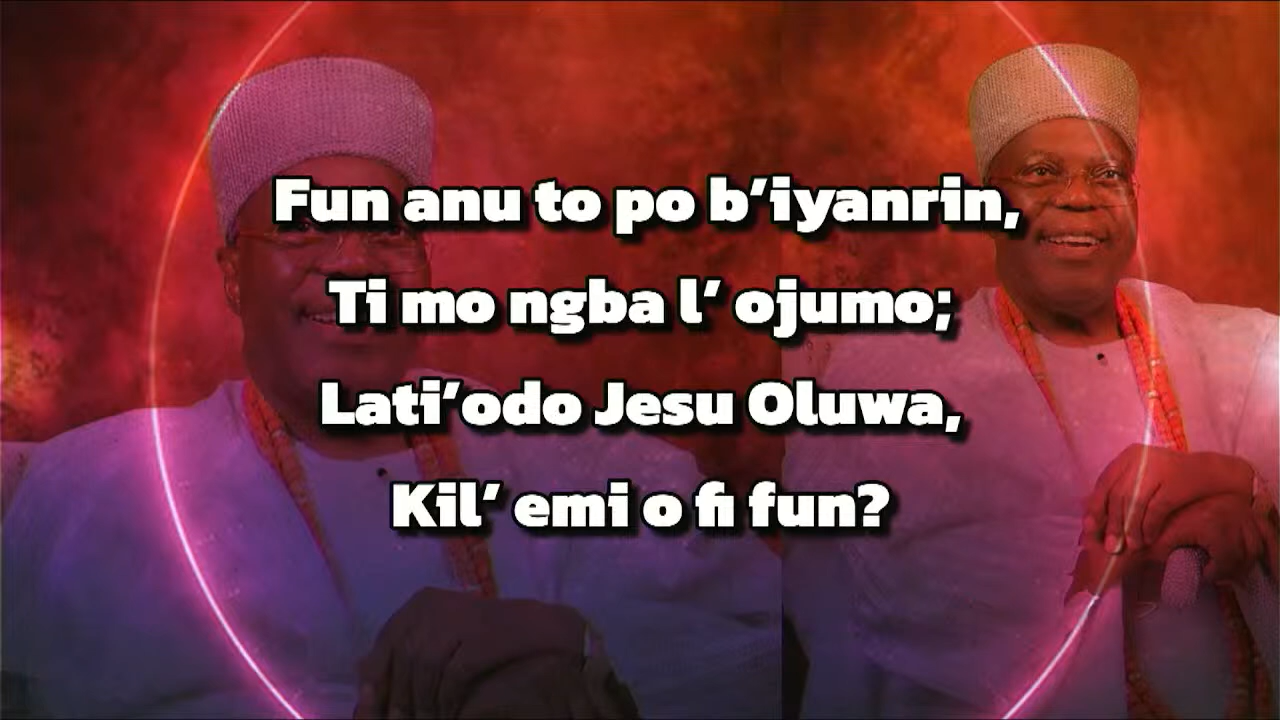 Fun anu to po b’iyanrin,
Ti mo ngba l’ ojumo;
Lati’odo Jesu Oluwa,
Kil’ emi o fi fun?